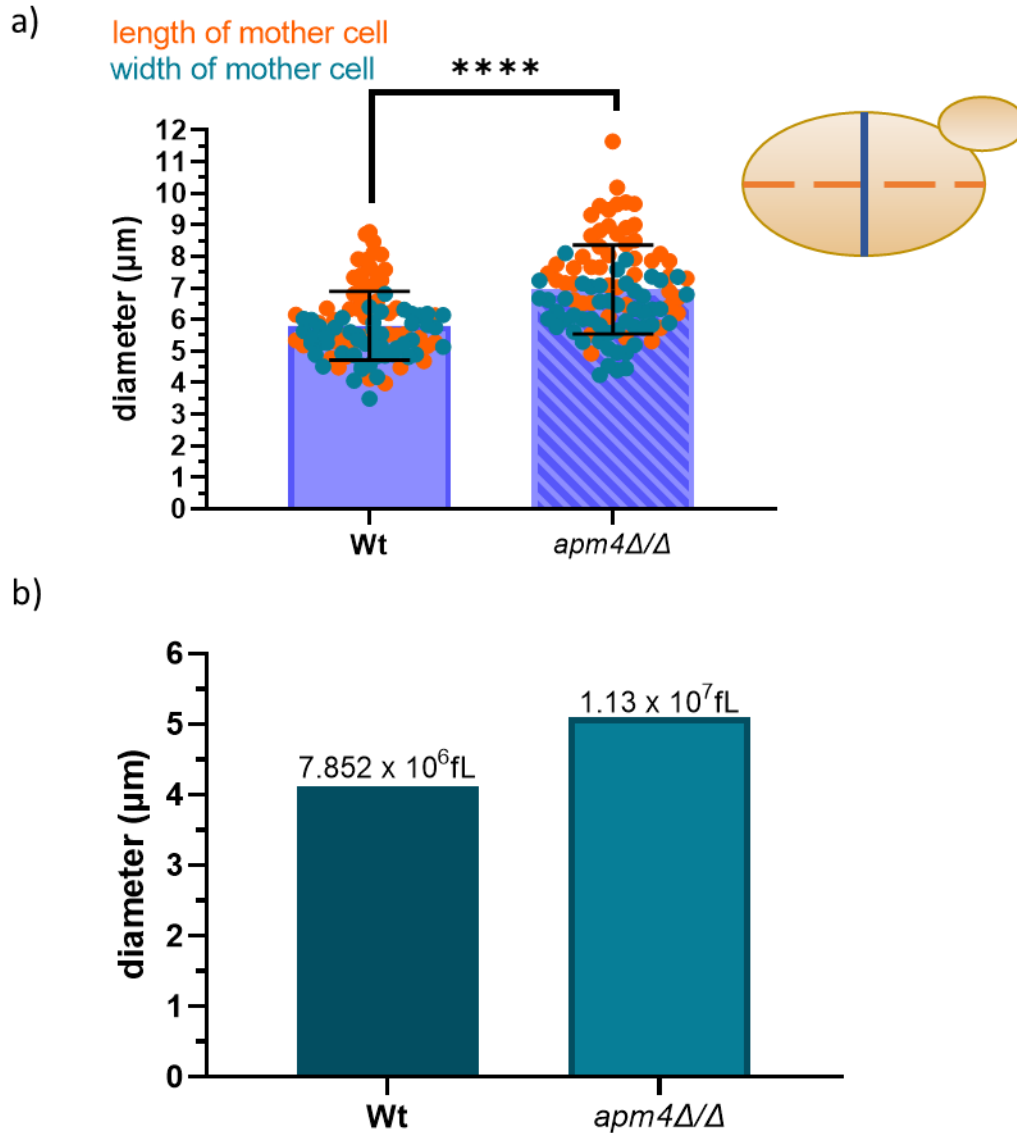 a)
length of mother cell
width of mother cell
****
diameter (µm)
12
11
10
9
8
7
6
5
4
3
2
1
0
Wt
apm4Δ/Δ
b)
diameter (µm)
6
5
4
3
2
1
0
7.852 x 10⁶fL
1.13 x 10⁷fL
Wt
apm4Δ/Δ